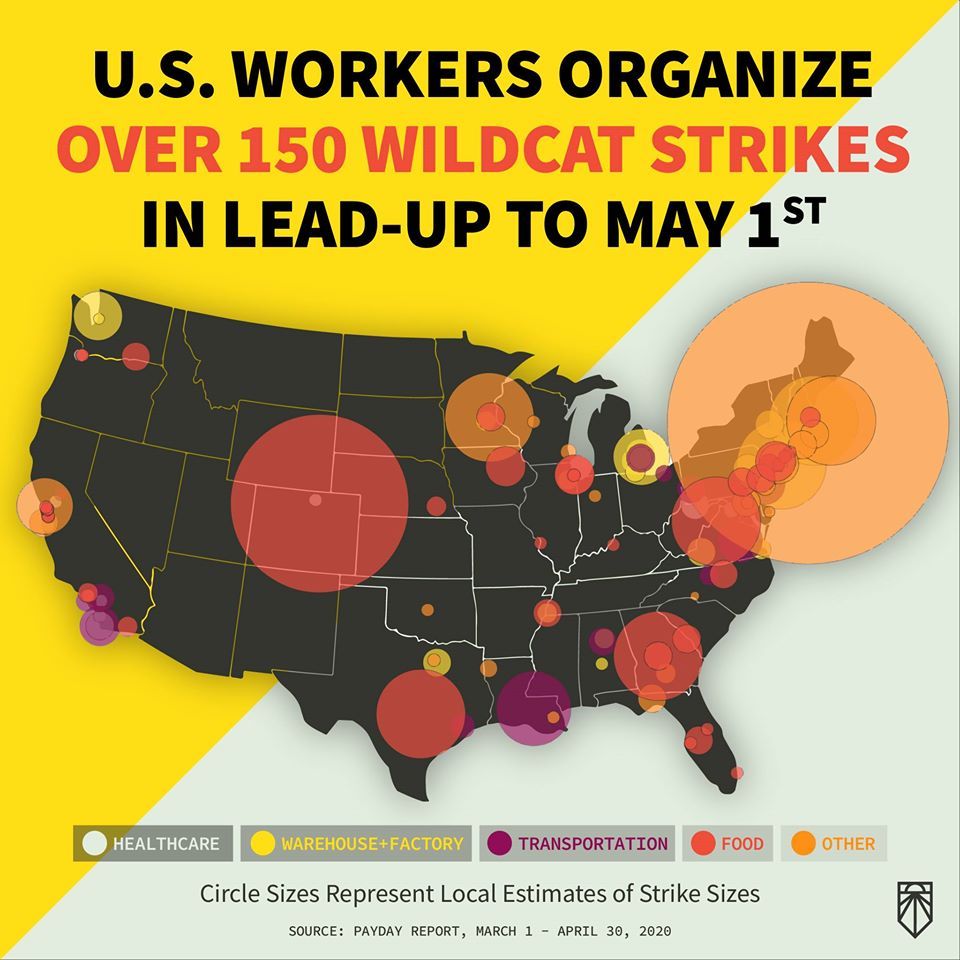 U.S. WORKERS ORGANIZE
OVER 150 WILDCAT STRIKES
IN LEAD-UP TO MAY 1ST
HEALTHCARE WAREHOUSE+FACTORY TRANSPORTATION FOOD OTHER
Circle Sizes Represent Local Estimates of Strike Sizes
SOURCE: PAYDAY REPORT, MARCH 1 - APRIL 30, 2020